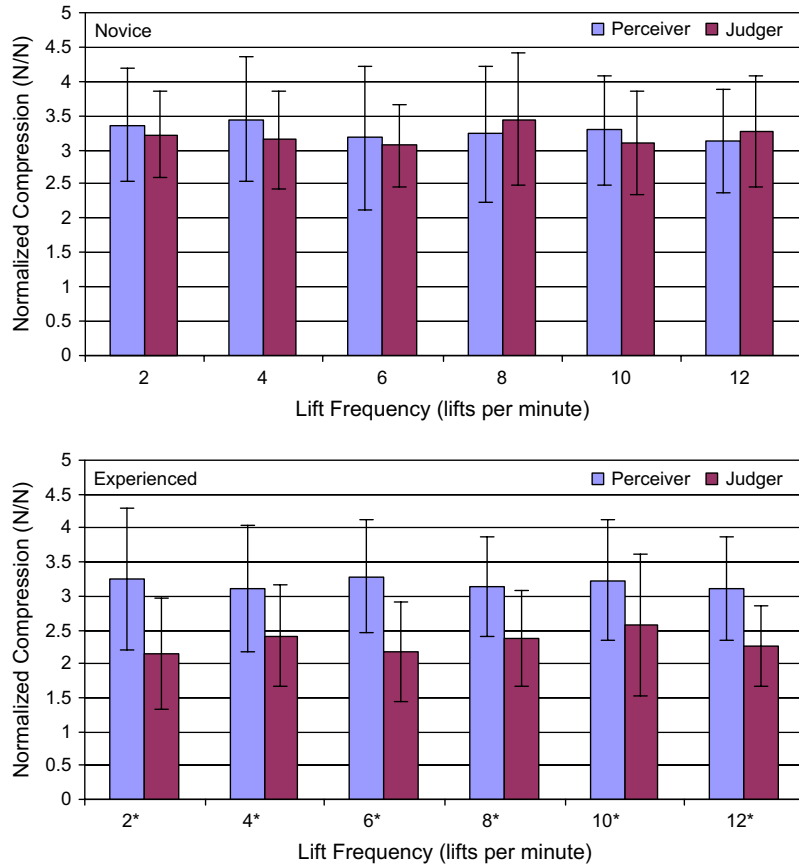 Novice
Perceiver Judger
5
4.5
4
3.5
3
2.5
2
1.5
1
0.5
0
Normalized Compression (N/N)
2 4 6 8 10 12
Lift Frequency (lifts per minute)
Experienced
Perceiver Judger
5
4.5
4
3.5
3
2.5
2
1.5
1
0.5
0
Normalized Compression (N/N)
2* 4* 6* 8* 10* 12*
Lift Frequency (lifts per minute)